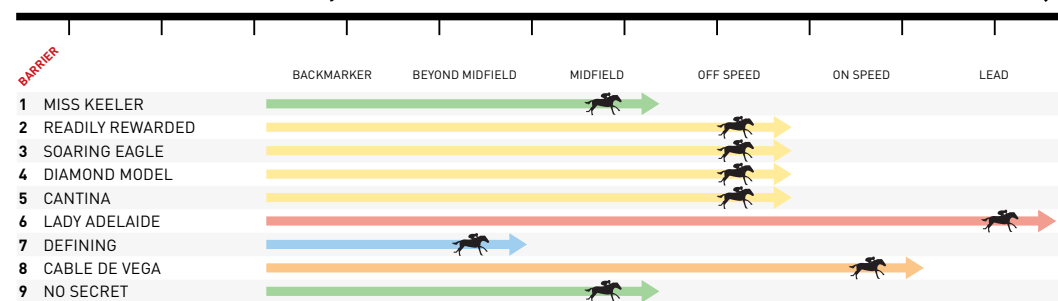 BARRIER BACKMARKER BEYOND MIDFIELD MIDFIELD OFF SPEED ON SPEED LEAD
1 MISS KEELER
2 READILY REWARDED
3 SOARING EAGLE
4 DIAMOND MODEL
5 CANTINA
6 LADY ADELAIDE
7 DEFINING
8 CABLE DE VEGA
9 NO SECRET